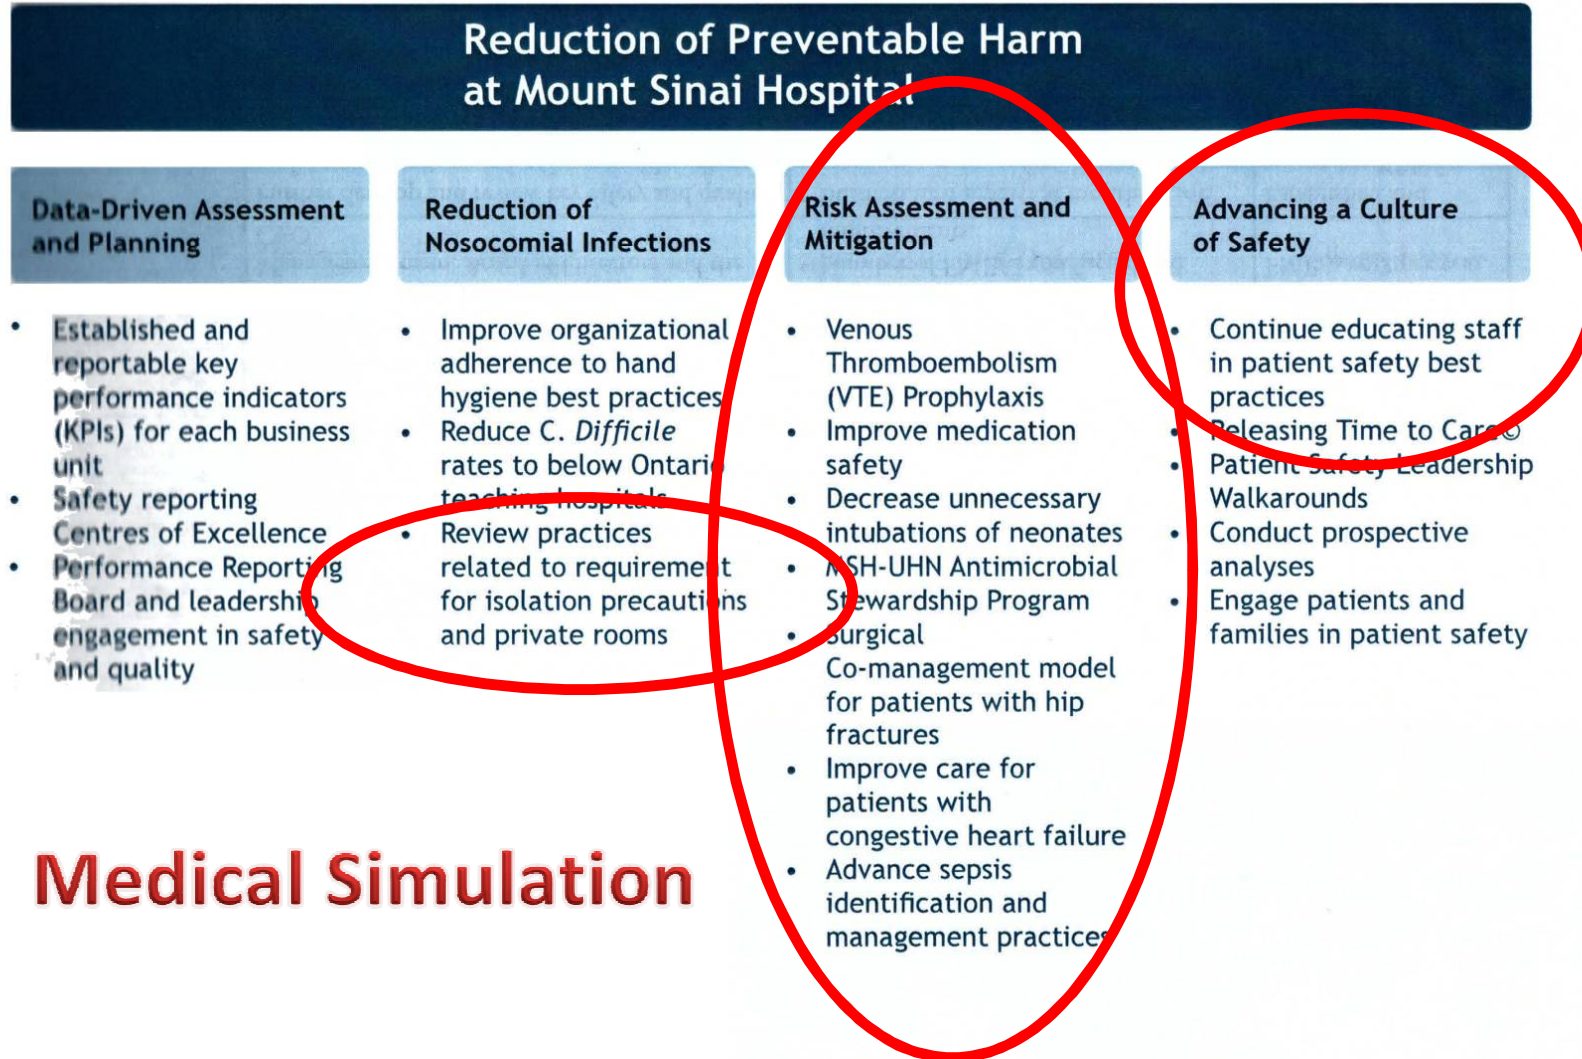 Reduction of Preventable Harm
at Mount Sinai Hospital
Data-Driven Assessment
and Planning
• Established and
reportable key
performance indicators
(KPIs) for each business
unit
• Safety reporting
Centres of Excellence
• Performance Reporting
Board and leadership
engagement in safety
and quality
Reduction of
Nosocomial Infections
• Improve organizational
adherence to hand
hygiene best practices
• Reduce C. Difficile
rates to below Ontario
teaching hospitals
• Review practices
related to requirement
for isolation precautions
and private rooms
Risk Assessment and
Mitigation
• Venous
Thromboembolism
(VTE) Prophylaxis
• Improve medication
safety
• Decrease unnecessary
intubations of neonates
• MSH-UHN Antimicrobial
Stewardship Program
• Surgical
Co-management model
for patients with hip
fractures
• Improve care for
patients with
congestive heart failure
• Advance sepsis
identification and
management practices
Advancing a Culture
of Safety
• Continue educating staff
in patient safety best
practices
• Releasing Time to Care©
• Patient Safety Leadership
Walkarounds
• Conduct prospective
analyses
• Engage patients and
families in patient safety
Medical Simulation